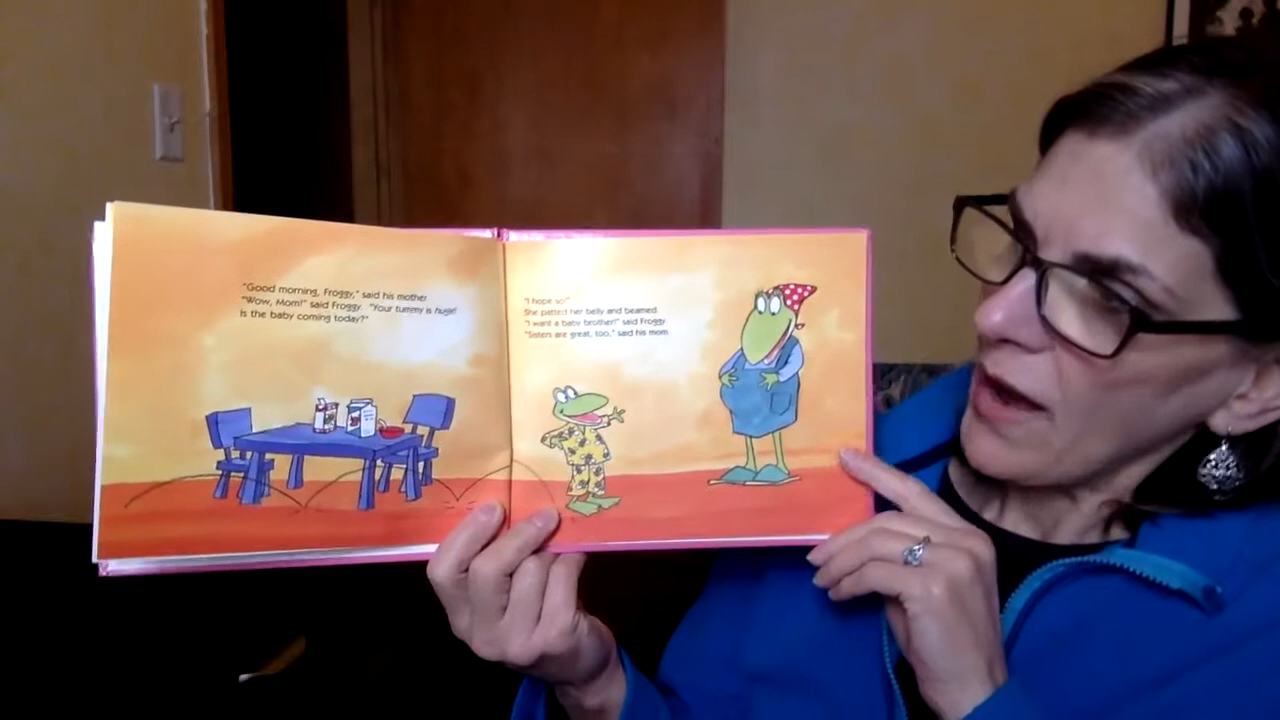 "Good morning, Froggy," said his mother.
"Wow, Mom!" said Froggy. "Your tummy is huge!
Is the baby coming today?"
"I hope so!"
She patted her belly and beamed.
"I want a baby brother!" said Froggy.
"Sisters are great, too," said his mom.